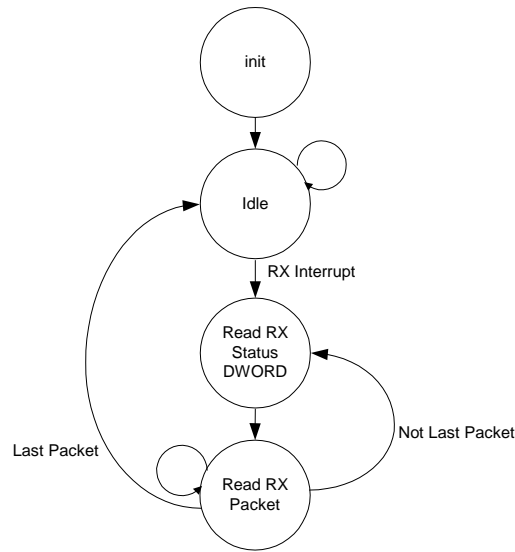 init
Idle
RX Interrupt
Read RX
Status
DWORD
Not Last Packet
Last Packet
Read RX
Packet